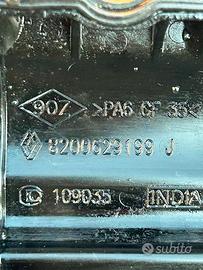 90Z >PA6 GF 35<
8200629199 J
109035 INDIA
subito